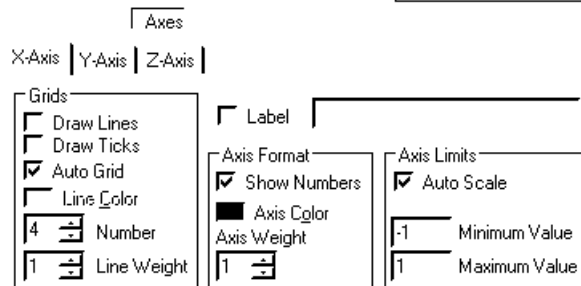 Axes
X-Axis Y-Axis Z-Axis
Grids
Draw Lines
Draw Ticks
Auto Grid
Line Color
4 Number
1 Line Weight
Label
Axis Format
Show Numbers
Axis Color
Axis Weight
1
Axis Limits
Auto Scale
-1 Minimum Value
1 Maximum Value